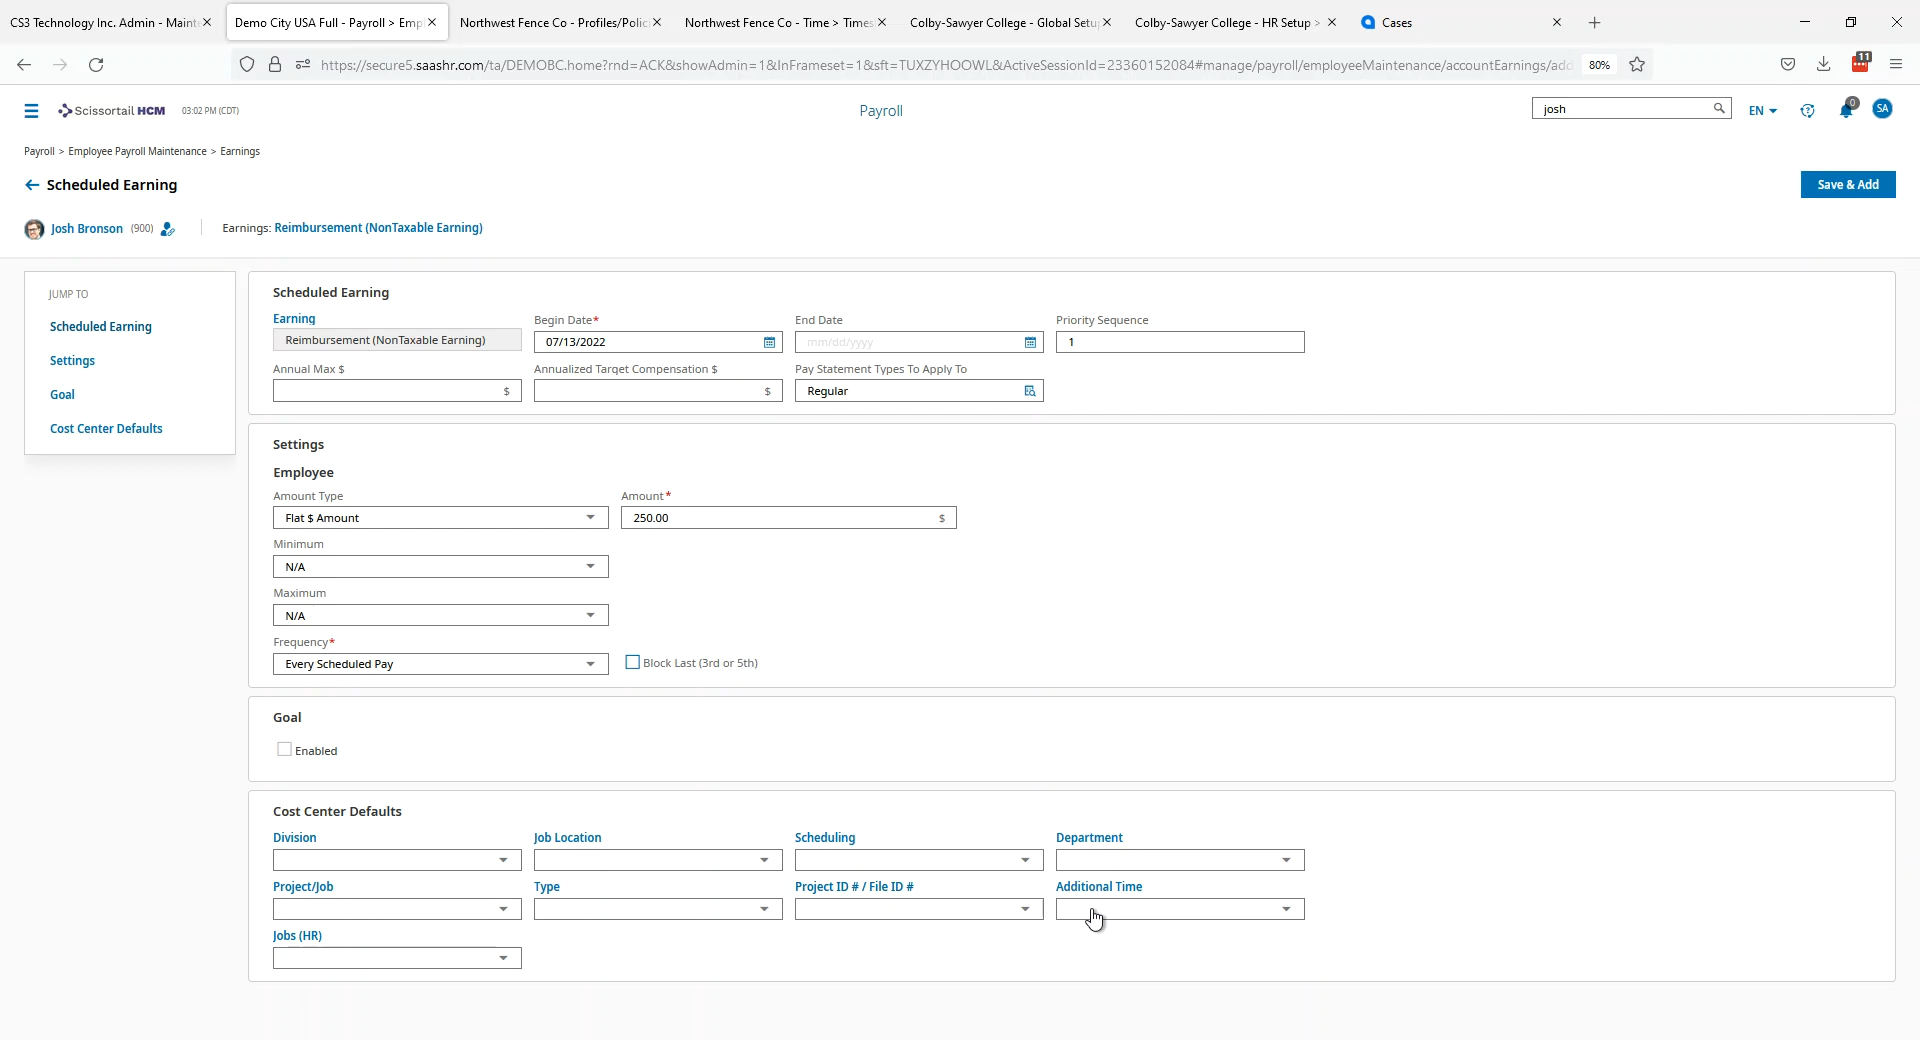 CS3 Technology Inc. Admin - Maint
Demo City USA Full - Payroll > Empl
Northwest Fence Co - Profiles/Polic
Northwest Fence Co - Time > Times
Colby-Sawyer College - Global Setu
Colby-Sawyer College - HR Setup >
Cases
https://secure5.saashr.com/ta/DEMOBC.home?rnd=ACK&showAdmin=1&InFrameset=1&sft=TUXZYHOOWL&ActiveSessionId=23360152084#manage/payroll/employeeMaintenance/accountEarnings/add
80%
11
Scissortail HCM
03:02 PM (CDT)
Payroll
josh
EN
0
SA
Payroll > Employee Payroll Maintenance > Earnings
Scheduled Earning
Save & Add
Josh Bronson (900)
Earnings: Reimbursement (NonTaxable Earning)
JUMP TO
Scheduled Earning
Settings
Goal
Cost Center Defaults
Scheduled Earning
Earning
Begin Date*
End Date
Priority Sequence
Reimbursement (NonTaxable Earning)
07/13/2022
mm/dd/yyyy
1
Annual Max $
Annualized Target Compensation $
Pay Statement Types To Apply To
$
$
Regular
Settings
Employee
Amount Type
Amount*
Flat $ Amount
250.00
$
Minimum
N/A
Maximum
N/A
Frequency*
Every Scheduled Pay
Block Last (3rd or 5th)
Goal
Enabled
Cost Center Defaults
Division
Job Location
Scheduling
Department
Project/Job
Type
Project ID # / File ID #
Additional Time
Jobs (HR)